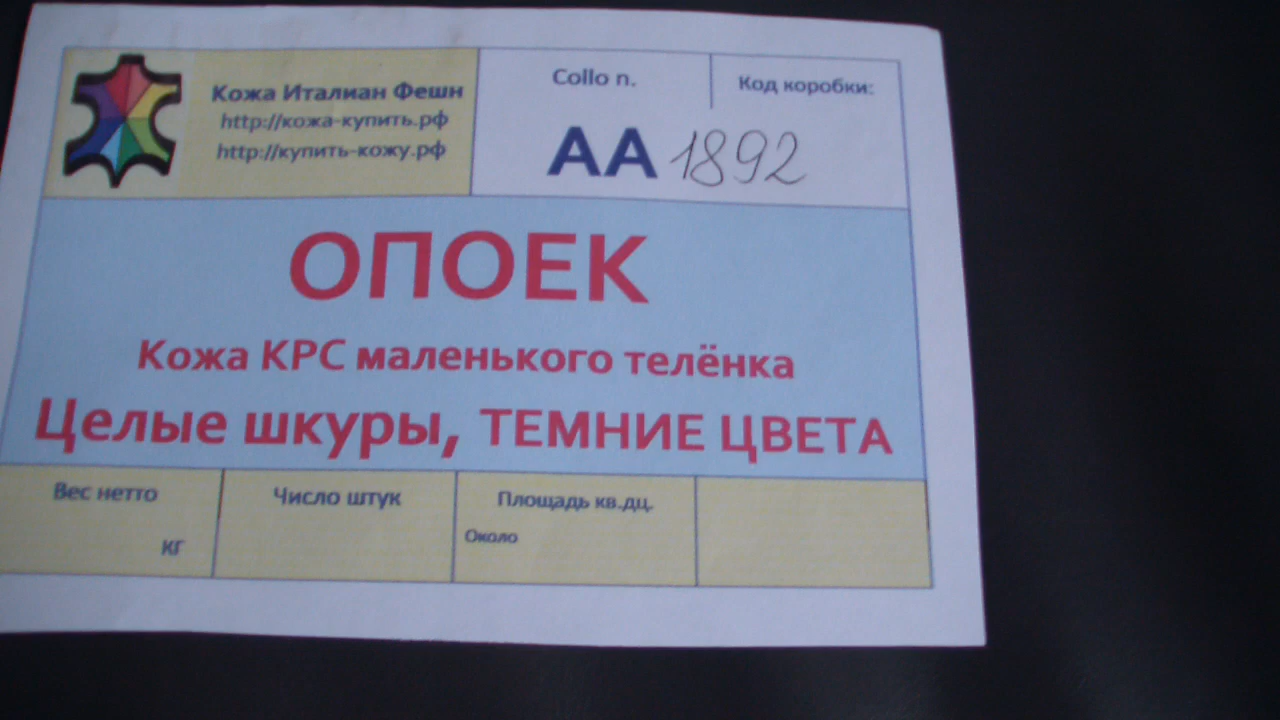 Кожа Италиан Фешн
http://кожа-купить.рф
http://купить-кожу.рф
Collo n.
Код коробки:
АА 1892
ОПОЕК
Кожа КРС маленького телёнка
Целые шкуры, ТЕМНИЕ ЦВЕТА
Вес нетто
кг
Число штук
Площадь кв.дц.
Около